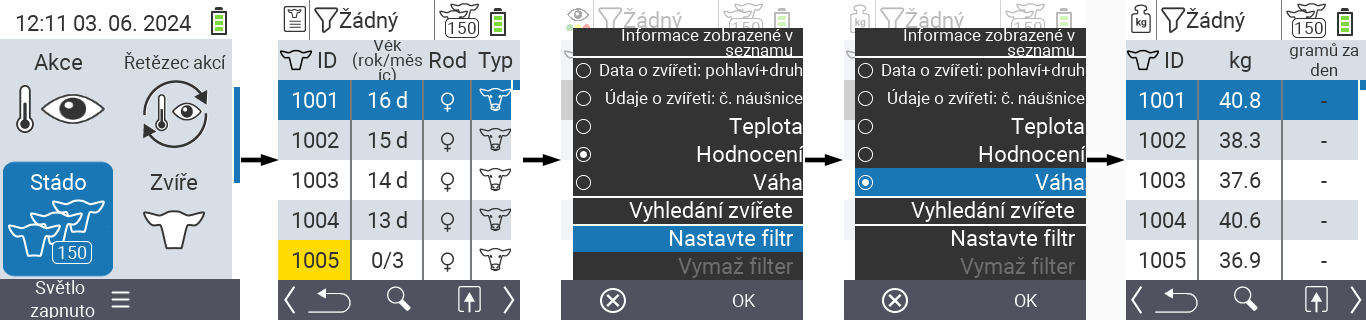 12:11 03. 06. 2024
Akce
Řetězec akcí
Stádo
150
Zvíře
Světlo
zapnuto
Žádný
150
ID
Věk
(rok/měs
íc)
Rod
Typ
1001 16 d
1002 15 d
1003 14 d
1004 13 d
1005 0/3
Žádný
150
Informace zobrazené v
seznamu
Data o zvířeti: pohlaví+druh
Údaje o zvířeti: č. náušnice
Teplota
Hodnocení
Váha
Vyhledání zvířete
Nastavte filtr
Vymaž filter
OK
kg
Žádný
150
Informace zobrazené v
seznamu
Data o zvířeti: pohlaví+druh
Údaje o zvířeti: č. náušnice
Teplota
Hodnocení
Váha
Vyhledání zvířete
Nastavte filtr
Vymaž filter
OK
kg
Žádný
150
ID
kg
gramů za
den
1001 40.8 -
1002 38.3 -
1003 37.6 -
1004 40.6 -
1005 36.9 -